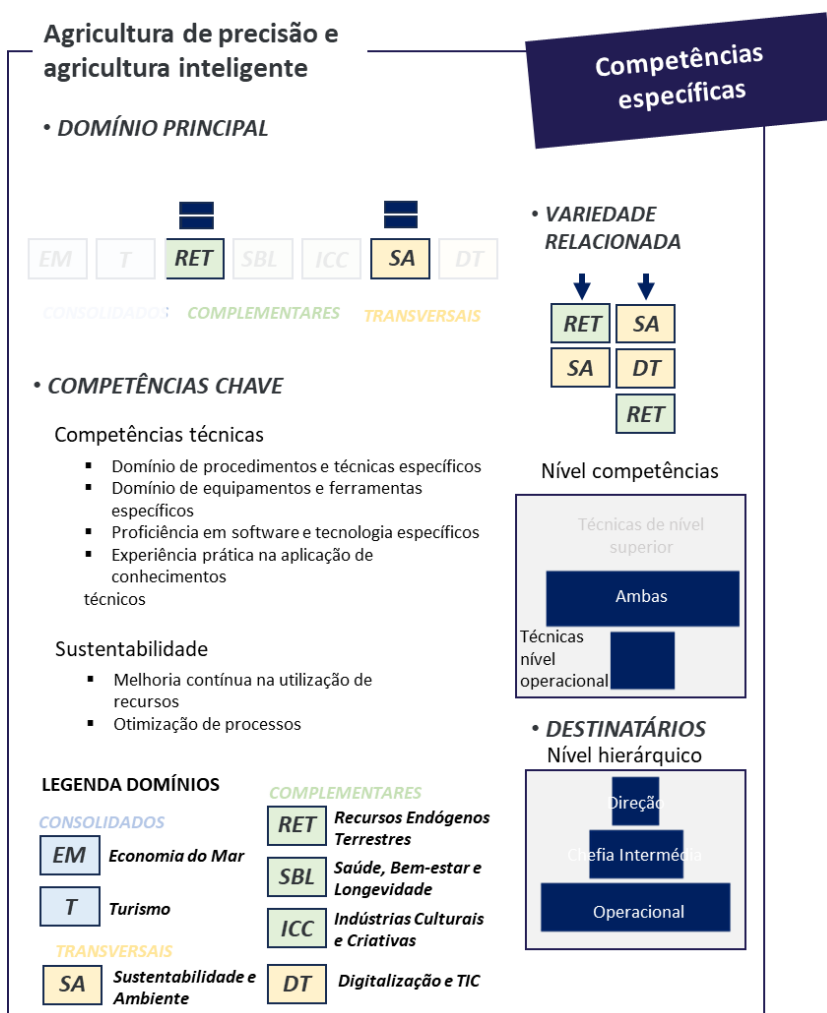 Agricultura de precisão e
agricultura inteligente
Competências
específicas
• DOMÍNIO PRINCIPAL
EM T RET SBL ICC SA DT
CONSOLIDADOS COMPLEMENTARES TRANSVERSAIS
• VARIEDADE
RELACIONADA
RET SA
SA DT
RET
• COMPETÊNCIAS CHAVE
Competências técnicas
▪ Domínio de procedimentos e técnicas específicos
▪ Domínio de equipamentos e ferramentas
específicos
▪ Proficiência em software e tecnologia específicos
▪ Experiência prática na aplicação de
conhecimentos
técnicos
Sustentabilidade
▪ Melhoria contínua na utilização de
recursos
▪ Otimização de processos
Nível competências
Técnicas de nível
superior
Ambas
Técnicas
nível
operacional
• DESTINATÁRIOS
Nível hierárquico
Direção
Chefia Intermédia
Operacional
LEGENDA DOMÍNIOS
CONSOLIDADOS
EM Economia do Mar
T Turismo
TRANSVERSAIS
SA Sustentabilidade e
Ambiente
COMPLEMENTARES
RET Recursos Endógenos
Terrestres
SBL Saúde, Bem-estar e
Longevidade
ICC Indústrias Culturais
e Criativas
DT Digitalização e TIC